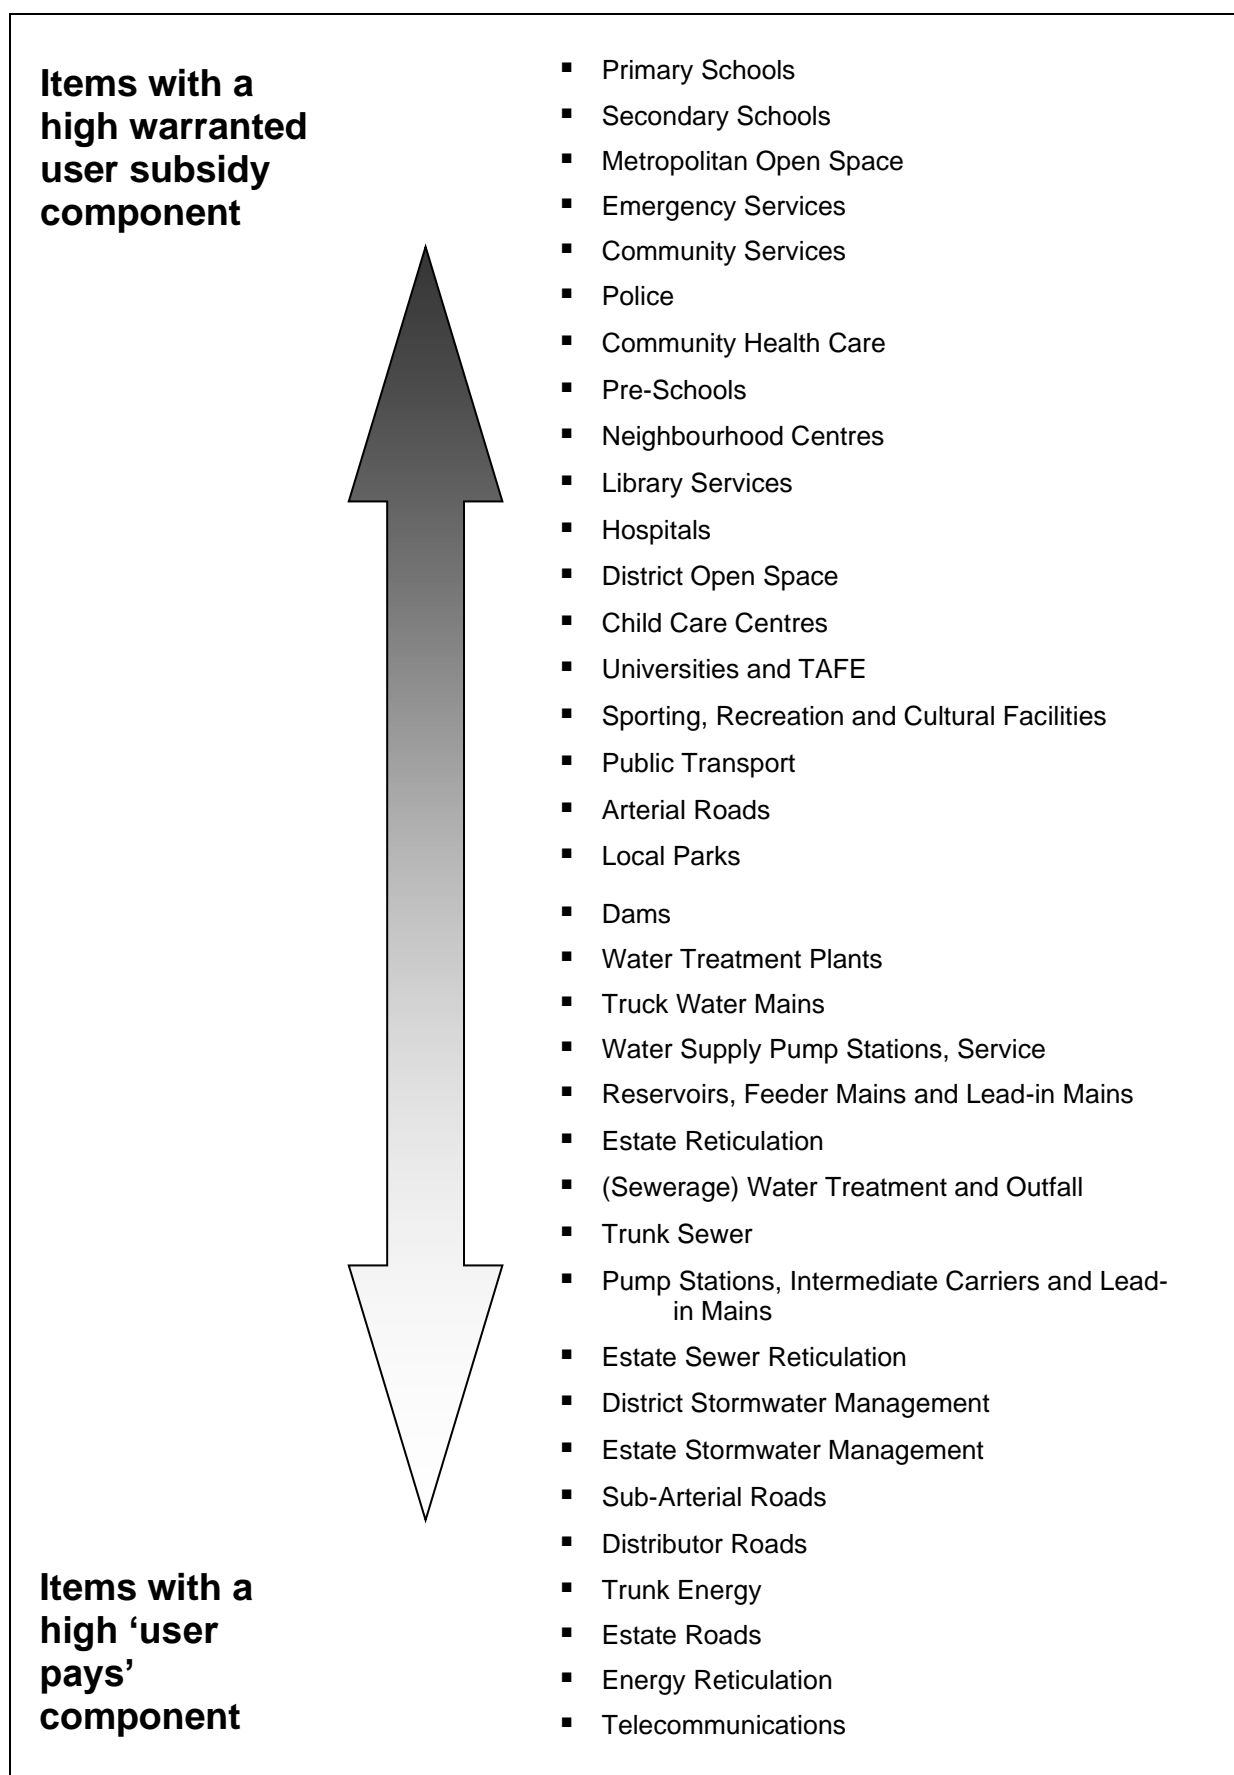 Items with a
high warranted
user subsidy
component
▪ Primary Schools
▪ Secondary Schools
▪ Metropolitan Open Space
▪ Emergency Services
▪ Community Services
▪ Police
▪ Community Health Care
▪ Pre-Schools
▪ Neighbourhood Centres
▪ Library Services
▪ Hospitals
▪ District Open Space
▪ Child Care Centres
▪ Universities and TAFE
▪ Sporting, Recreation and Cultural Facilities
▪ Public Transport
▪ Arterial Roads
▪ Local Parks
▪ Dams
▪ Water Treatment Plants
▪ Truck Water Mains
▪ Water Supply Pump Stations, Service
▪ Reservoirs, Feeder Mains and Lead-in Mains
▪ Estate Reticulation
▪ (Sewerage) Water Treatment and Outfall
▪ Trunk Sewer
▪ Pump Stations, Intermediate Carriers and Lead-
in Mains
▪ Estate Sewer Reticulation
▪ District Stormwater Management
▪ Estate Stormwater Management
▪ Sub-Arterial Roads
▪ Distributor Roads
▪ Trunk Energy
▪ Estate Roads
▪ Energy Reticulation
▪ Telecommunications
Items with a
high ‘user
pays’
component